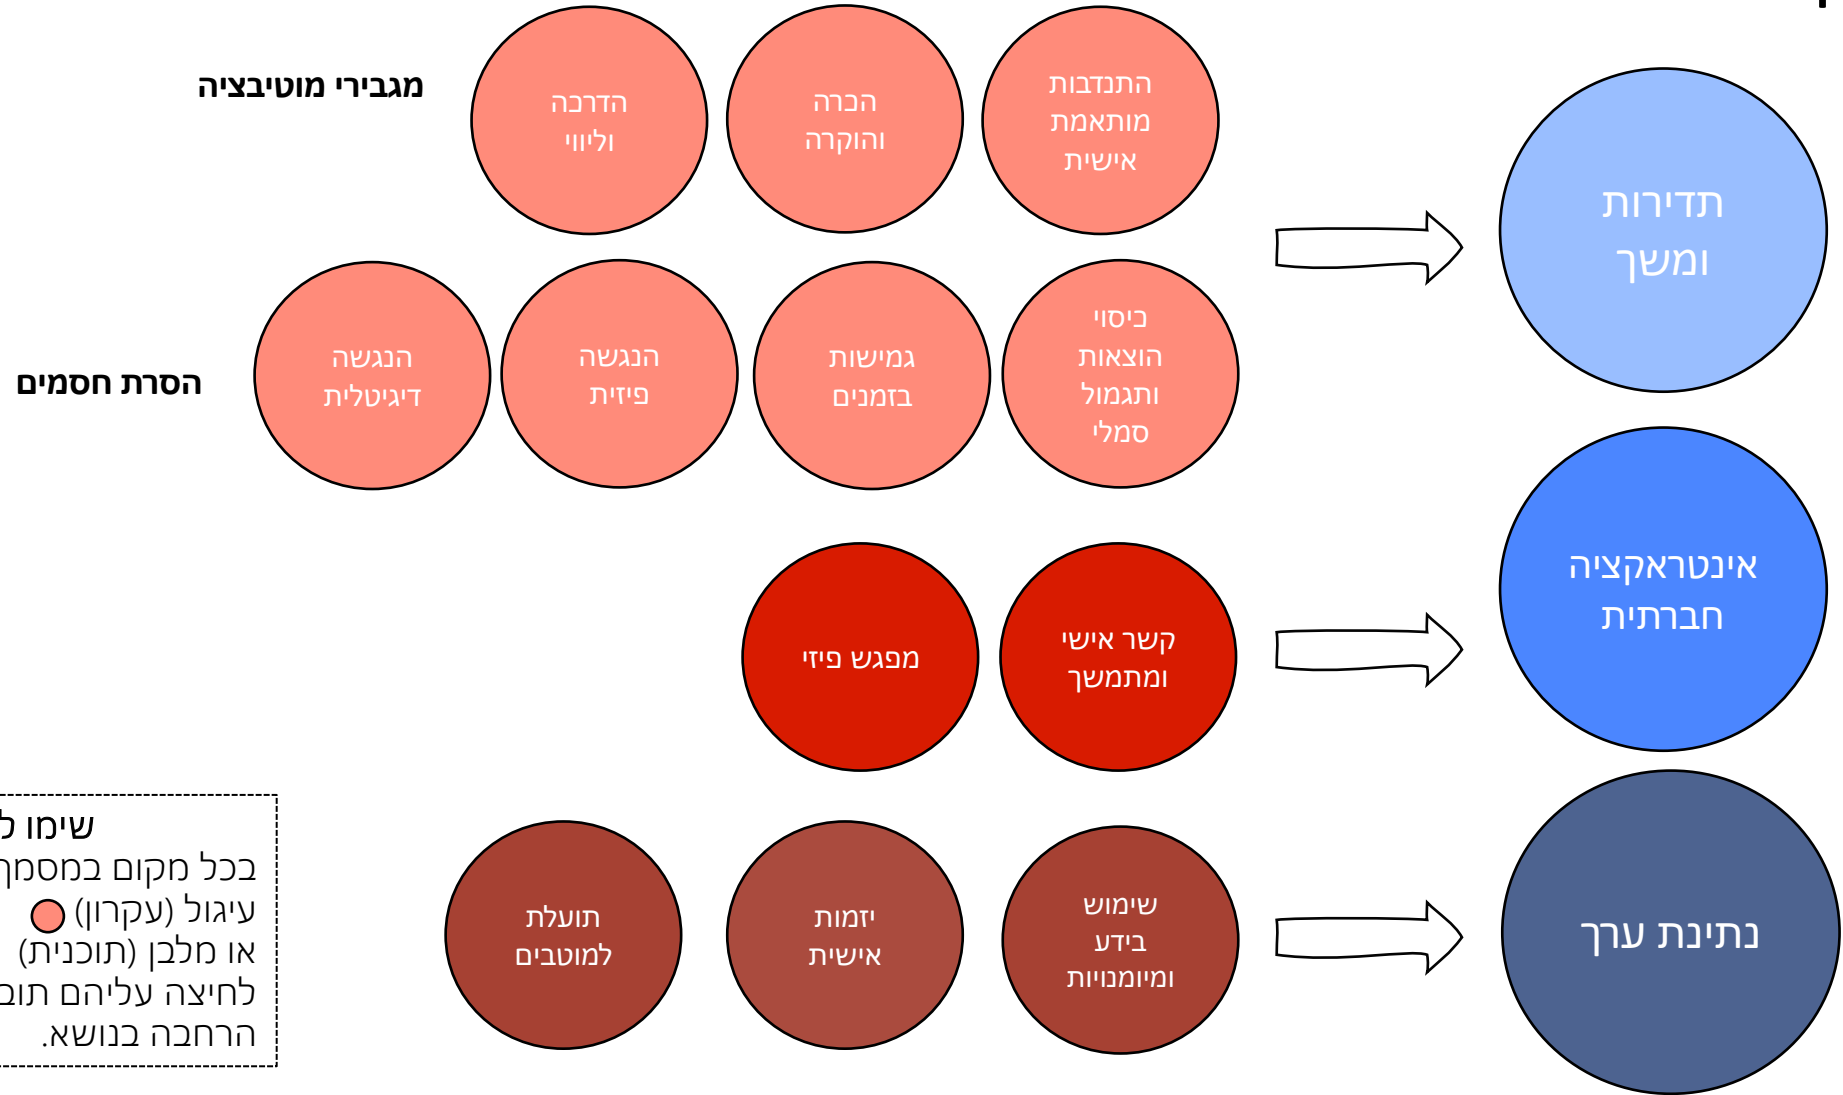 מגבירי מוטיבציה
התנדבות
מותאמת
אישית
הכרה
והוקרה
הדרכה
וליווי
תדירות
ומשך
הסרת חסמים
כיסוי
הוצאות
ותגמול
סמלי
גמישות
בזמנים
הנגשה
פיזית
הנגשה
דיגיטלית
אינטראקציה
חברתית
קשר אישי
ומתמשך
מפגש פיזי
נתינת ערך
שימוש
בידע
ומיומנויות
יזמות
אישית
תועלת
למוטבים
שימו
בכל מקום במסמך
עיגול (עקרון)
או מלבן (תוכנית)
לחיצה עליהם
הרחבה בנושא.